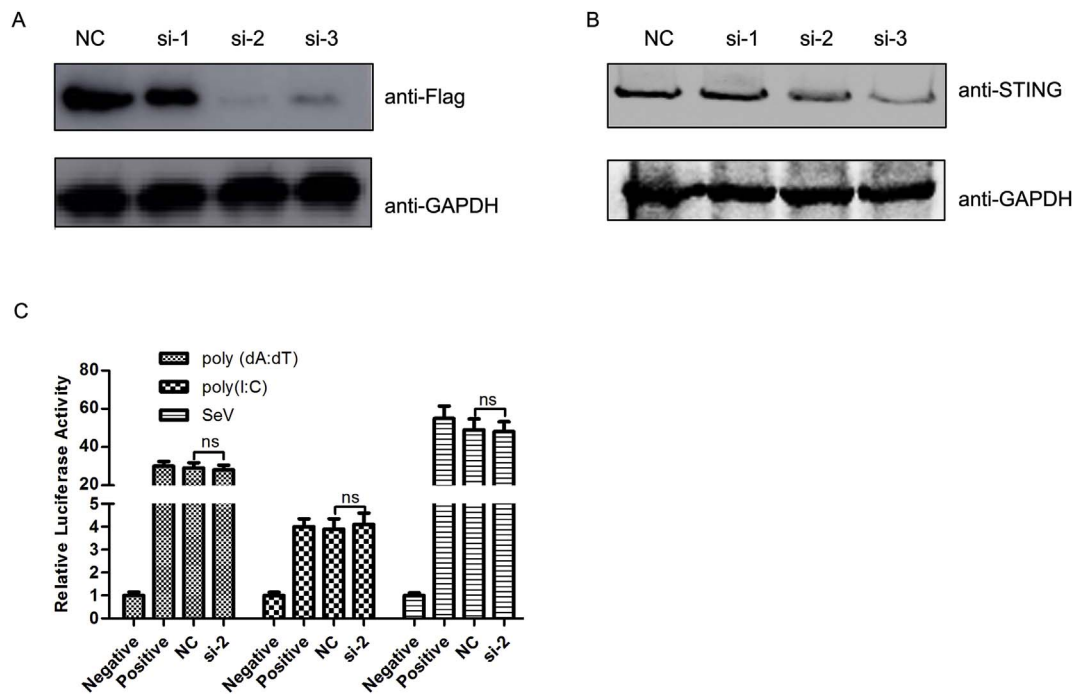 A
NC si-1 si-2 si-3
anti-Flag
anti-GAPDH
B
NC si-1 si-2 si-3
anti-STING
anti-GAPDH
C
poly (dA:dT)
poly(I:C)
SeV
Relative Luciferase Activity
80
60
40
20
5
4
3
2
1
0
ns
ns
ns
Negative Positive NC si-2 Negative Positive NC si-2 Negative Positive NC si-2